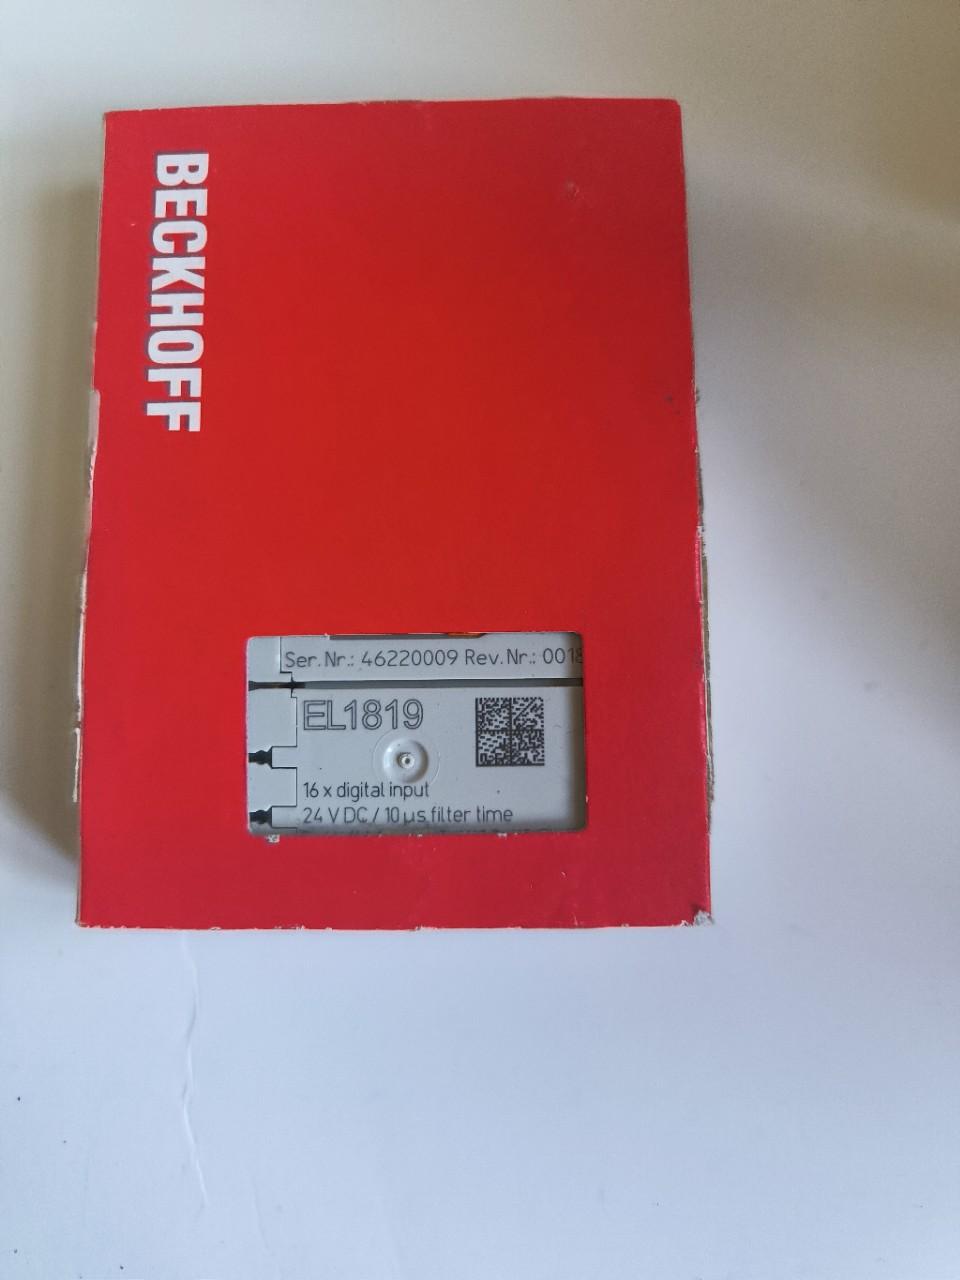 BECKHOFF
Ser.Nr.: 46220009 Rev.Nr.: 0018
EL1819
16 x digital input
24 V DC / 10 µs filter time